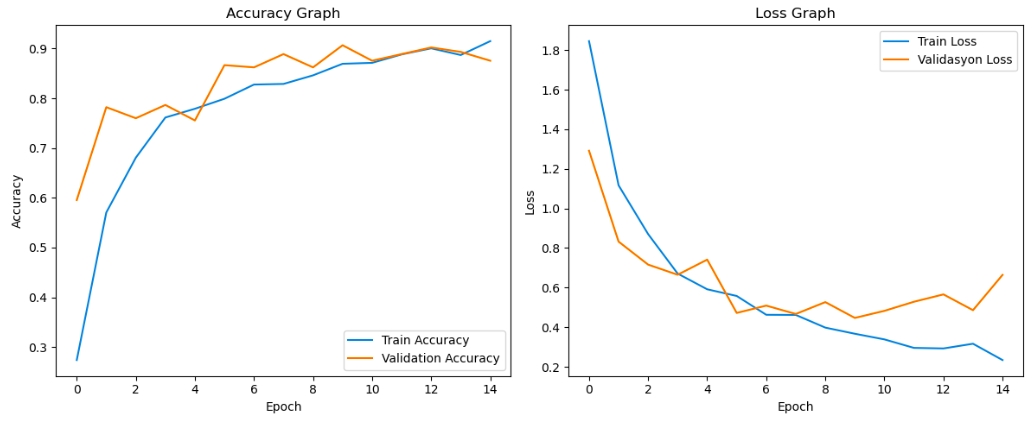 Accuracy Graph
0.9
0.8
0.7
0.6
0.5
0.4
0.3
Accuracy
Train Accuracy
Validation Accuracy
0 2 4 6 8 10 12 14
Epoch
Loss Graph
1.8
1.6
1.4
1.2
1.0
0.8
0.6
0.4
0.2
Loss
Train Loss
Validasyon Loss
0 2 4 6 8 10 12 14
Epoch